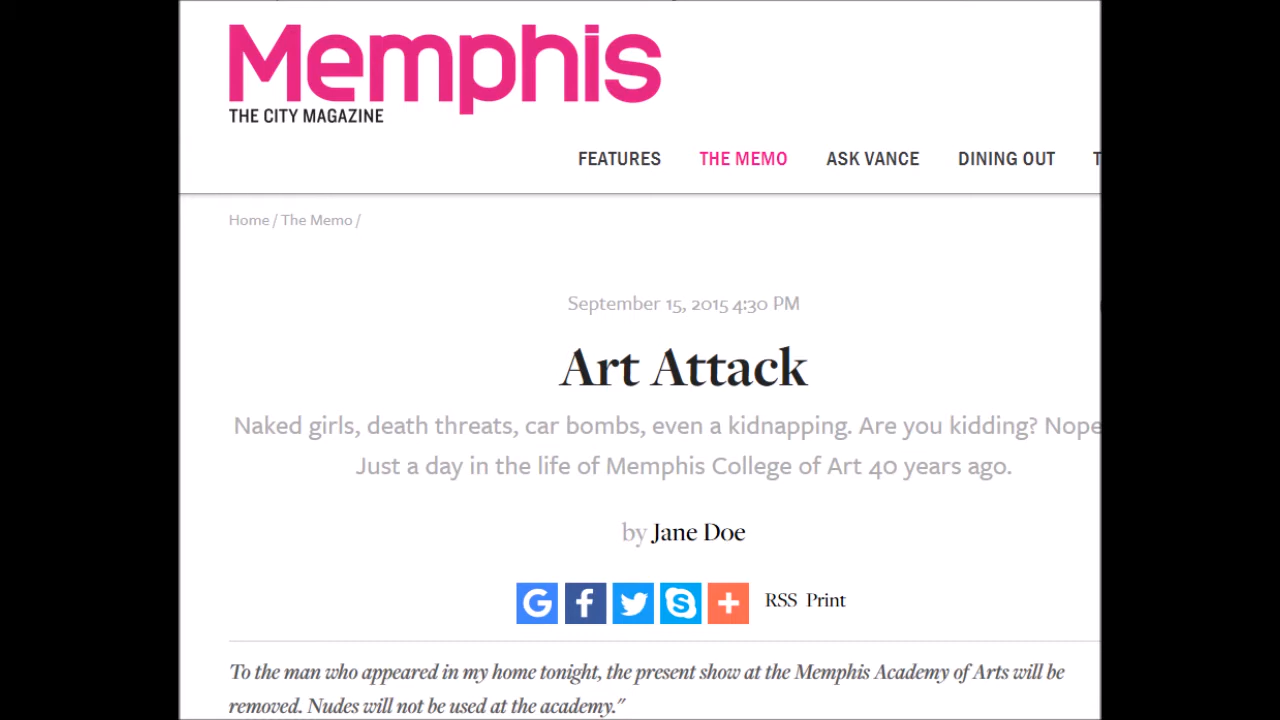 Memphis
THE CITY MAGAZINE
FEATURES THE MEMO ASK VANCE DINING OUT T
Home / The Memo /
September 15, 2015 4:30 PM
Art Attack
Naked girls, death threats, car bombs, even a kidnapping. Are you kidding? Nope
Just a day in the life of Memphis College of Art 40 years ago.
by Jane Doe
RSS Print
To the man who appeared in my home tonight, the present show at the Memphis Academy of Arts will be
removed. Nudes will not be used at the academy."